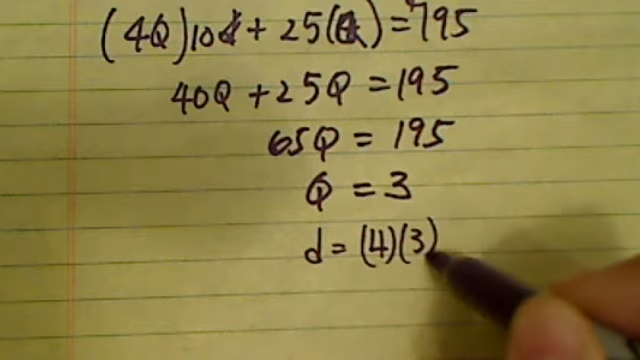 (4Q)10d + 25(Q) = 195
40Q + 25Q = 195
65Q = 195
Q = 3
d = (4)(3)